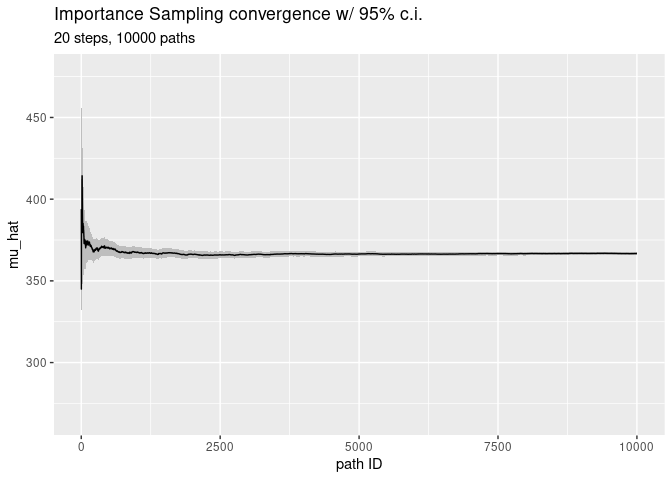 Importance Sampling convergence w/ 95% c.i.
20 steps, 10000 paths
450
400
350
300
mu_hat
0 2500 5000 7500 10000
path ID